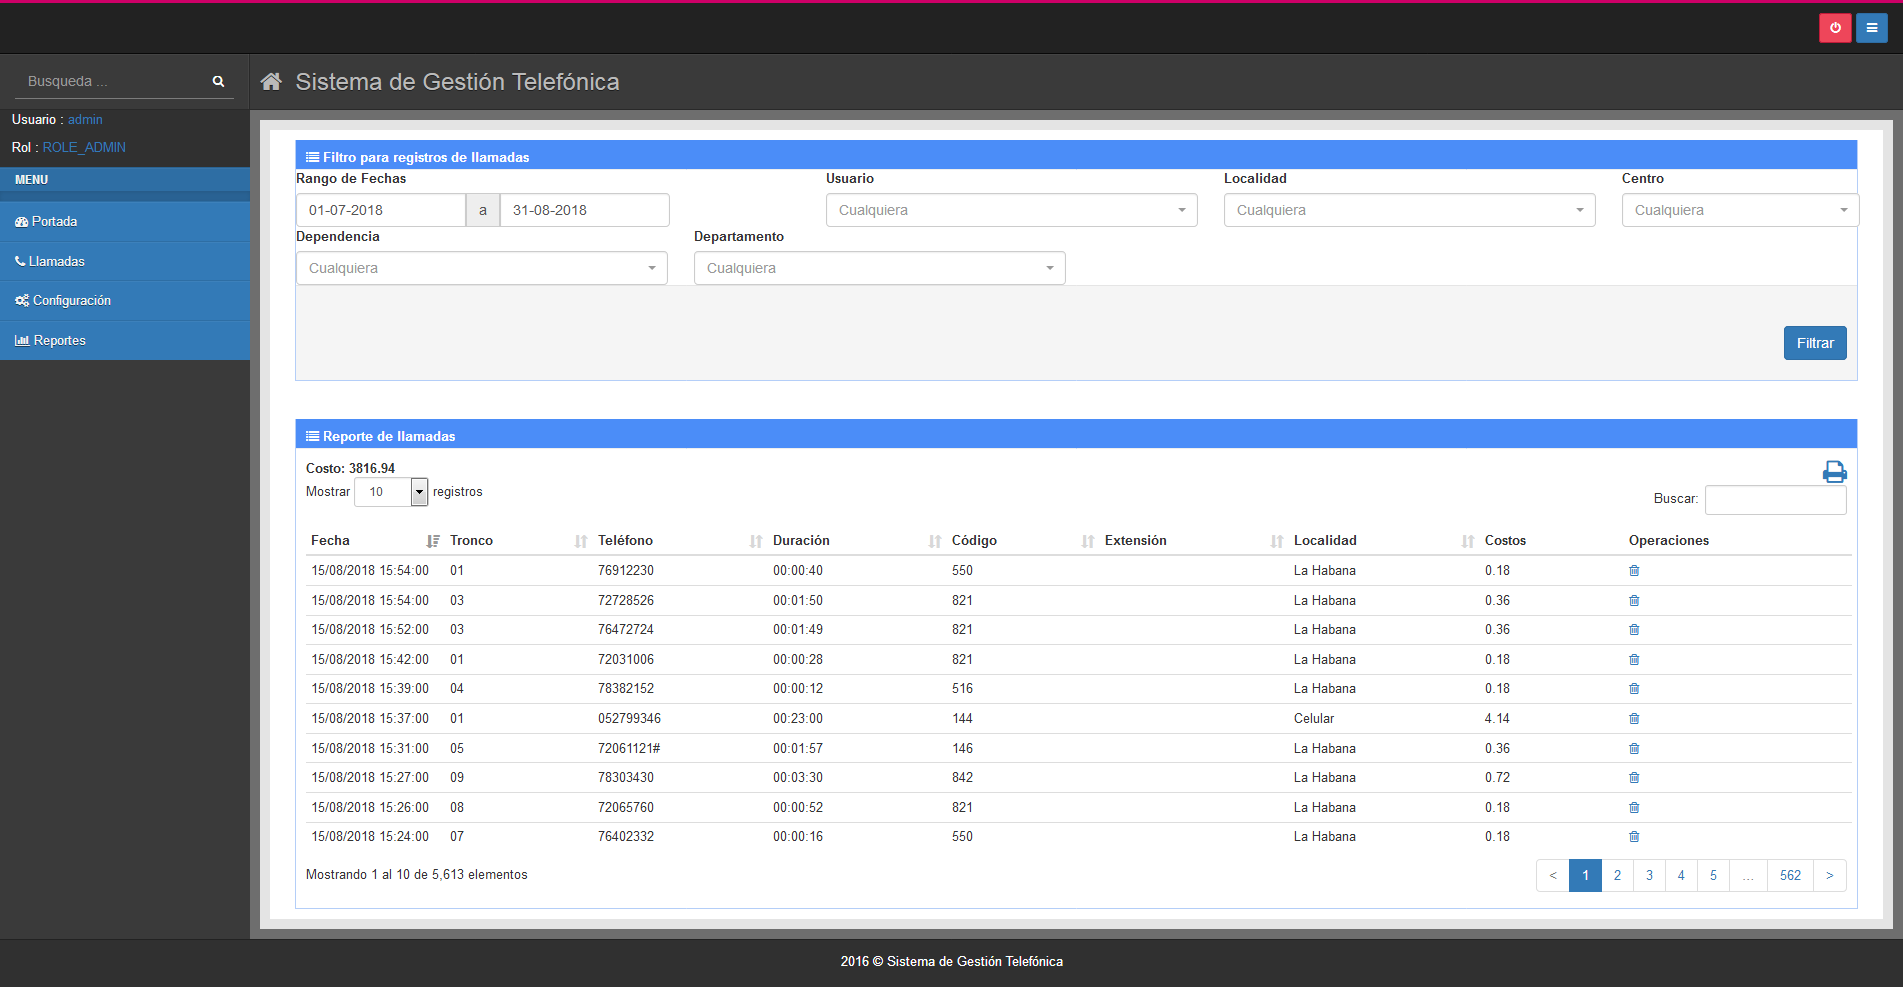 Busqueda ...
Sistema de Gestión Telefónica
Usuario : admin
Rol : ROLE_ADMIN
MENU
Portada
Llamadas
Configuración
Reportes
Filtro para registros de llamadas
Rango de Fechas Usuario Localidad Centro
01-07-2018 a 31-08-2018 Cualquiera Cualquiera Cualquiera
Dependencia Departamento
Cualquiera Cualquiera
Filtrar
Reporte de llamadas
Costo: 3816.94
Mostrar 10 registros
Buscar:
Fecha Tronco Teléfono Duración Código Extensión Localidad Costos Operaciones
15/08/2018 15:54:00 01 76912230 00:00:40 550 La Habana 0.18
15/08/2018 15:54:00 03 72728526 00:01:50 821 La Habana 0.36
15/08/2018 15:52:00 03 76472724 00:01:49 821 La Habana 0.36
15/08/2018 15:42:00 01 72031006 00:00:28 821 La Habana 0.18
15/08/2018 15:39:00 04 78382152 00:00:12 516 La Habana 0.18
15/08/2018 15:37:00 01 052799346 00:23:00 144 Celular 4.14
15/08/2018 15:31:00 05 72061121# 00:01:57 146 La Habana 0.36
15/08/2018 15:27:00 09 78303430 00:03:30 842 La Habana 0.72
15/08/2018 15:26:00 08 72065760 00:00:52 821 La Habana 0.18
15/08/2018 15:24:00 07 76402332 00:00:16 550 La Habana 0.18
Mostrando 1 al 10 de 5,613 elementos
< 1 2 3 4 5 ... 562 >
2016 © Sistema de Gestión Telefónica